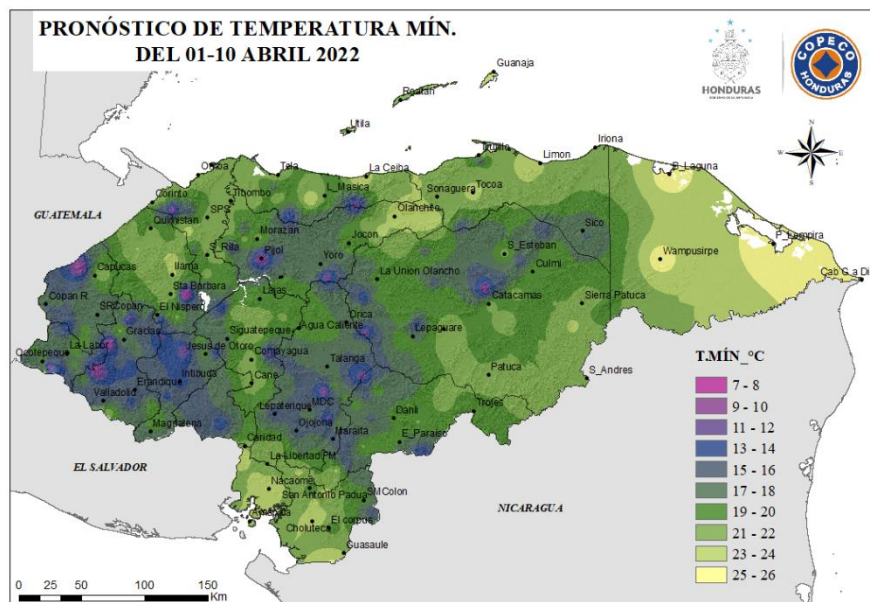 PRONÓSTICO DE TEMPERATURA MÍN.
DEL 01-10 ABRIL 2022
HONDURAS
COPECO
HONDURAS
Guanaja
Roatan
Utila
Trujillo
Limon
Iriona
B_Laguna
Omoa
Tela
La Ceiba
Corinto
Tibombo
L_Masica
Sonaguera
Tocoa
GUATEMALA
Quimistan
SPS
Olanchito
Morazan
Jocon
Sico
P_Lempira
S_Rita
Pijol
Yoro
S_Esteban
Wampusirpe
Capucas
Ilama
La Union Olancho
Culmi
Cab G. a Di
Sta Barbara
Lajas
Catacamas
Sierra Patuca
Copan R.
SR Copan
El Nispero
Orica
Gracias
Siguatepeque
Agua Caliente
Lepaguare
La-Labor
Jesus de Otoro
Comayagua
Ocotepeque
Talanga
Patuca
S_Andres
Erandique
Intibuca
Cane
Valladolid
Lepaterique
MDC
Danli
Trojes
Magdalena
Ojojona
Maraita
E_Paraiso
Caridad
EL SALVADOR
La-Libertad PM
Nacaome
San Antonio Padua
SM Colon
NICARAGUA
Amapala
Choluteca
El corpus
Guasaule
N
W
E
S
T.MÍN_°C
7 - 8
9 - 10
11 - 12
13 - 14
15 - 16
17 - 18
19 - 20
21 - 22
23 - 24
25 - 26
0 25 50 100 150
Km